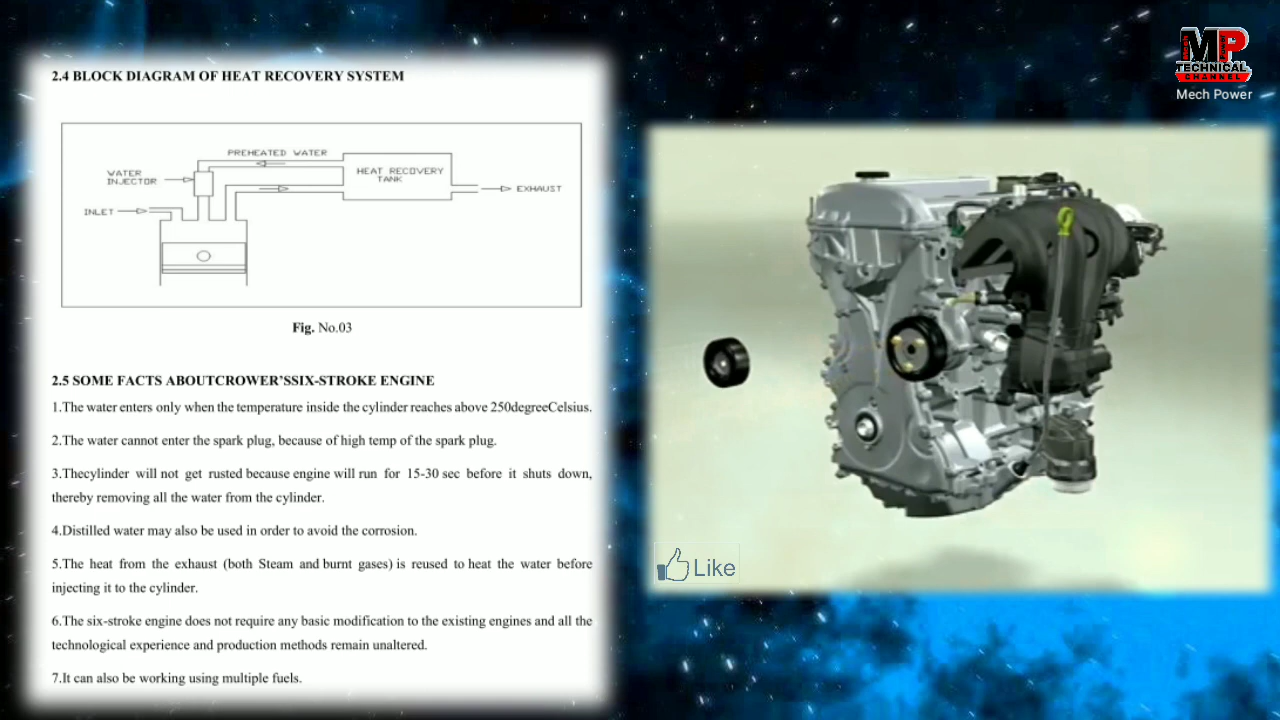 2.4 BLOCK DIAGRAM OF HEAT RECOVERY SYSTEM
PREHEATED WATER
WATER
INJECTOR
HEAT RECOVERY
TANK
EXHAUST
INLET
Fig. No.03
2.5 SOME FACTS ABOUTCROWER'SSIX-STROKE ENGINE
1.The water enters only when the temperature inside the cylinder reaches above 250degreeCelsius.
2.The water cannot enter the spark plug, because of high temp of the spark plug.
3.Thecylinder will not get rusted because engine will run for 15-30 sec before it shuts down,
thereby removing all the water from the cylinder.
4.Distilled water may also be used in order to avoid the corrosion.
5.The heat from the exhaust (both Steam and burnt gases) is reused to heat the water before
injecting it to the cylinder.
6.The six-stroke engine does not require any basic modification to the existing engines and all the
technological experience and production methods remain unaltered.
7.It can also be working using multiple fuels.
MP
TECHNICAL
CHANNEL
Mech Power
Like